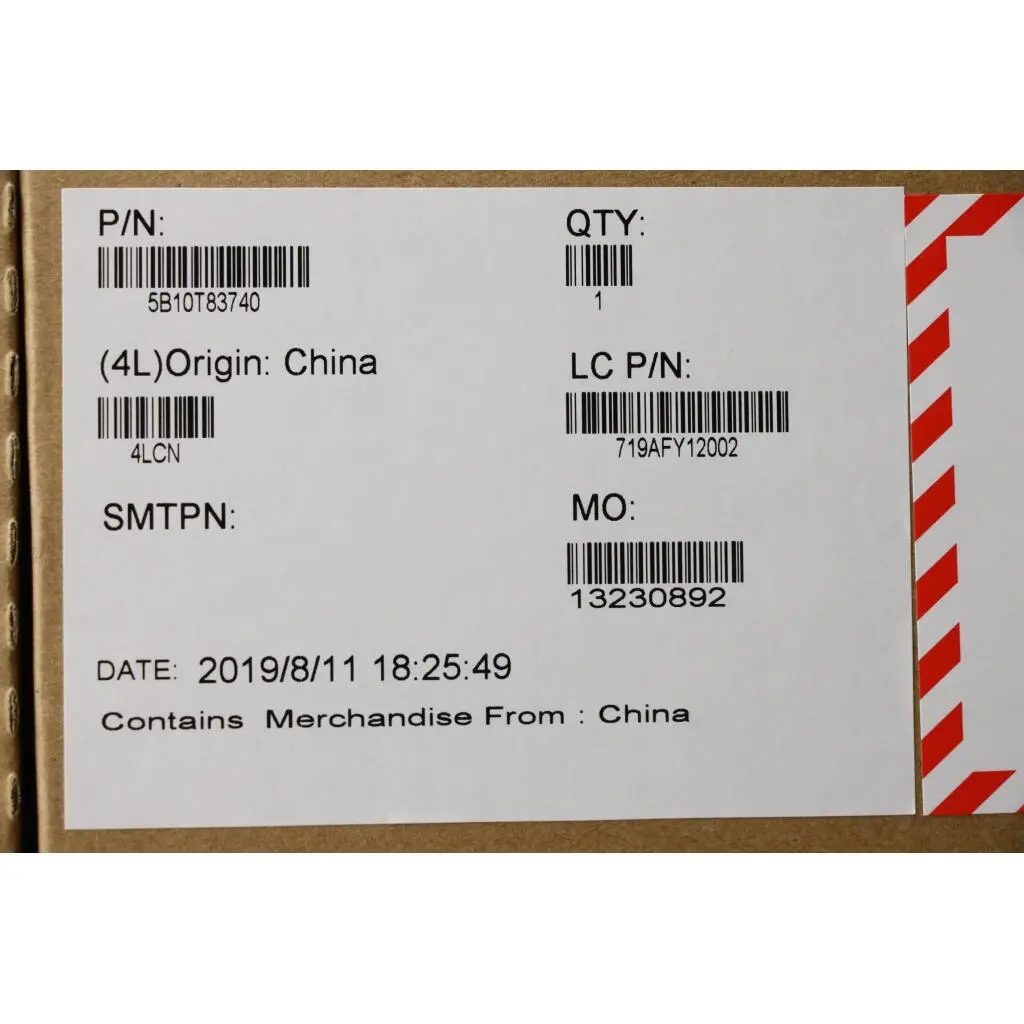 P/N:
5B10T83740
QTY:
1
(4L)Origin: China
4LCN
LC P/N:
719AFY12002
SMTPN:
MO:
13230892
DATE: 2019/8/11 18:25:49
Contains Merchandise From : China